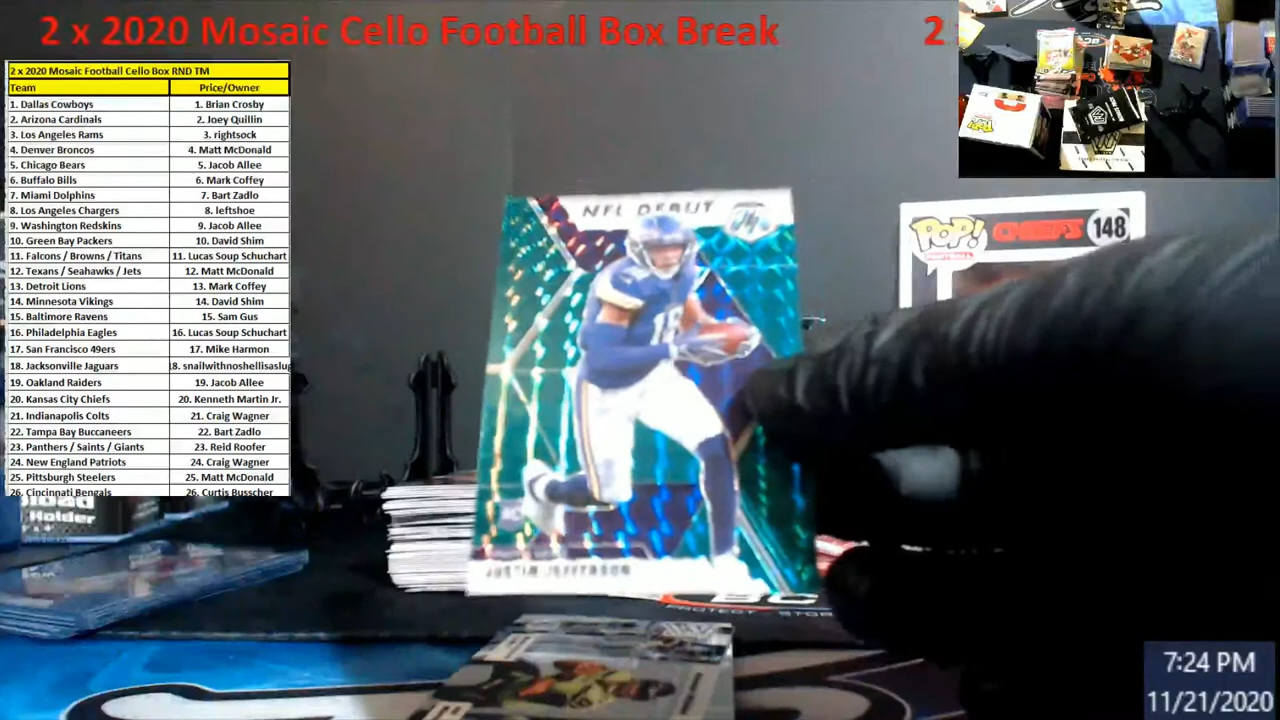 2 x 2020 Mosaic Cello Football Box Break
2
2 x 2020 Mosaic Football Cello Box RND TM
Team Price/Owner
1. Dallas Cowboys 1. Brian Crosby
2. Arizona Cardinals 2. Joey Quillin
3. Los Angeles Rams 3. rightsock
4. Denver Broncos 4. Matt McDonald
5. Chicago Bears 5. Jacob Allee
6. Buffalo Bills 6. Mark Coffey
7. Miami Dolphins 7. Bart Zadlo
8. Los Angeles Chargers 8. leftshoe
9. Washington Redskins 9. Jacob Allee
10. Green Bay Packers 10. David Shim
11. Falcons / Browns / Titans 11. Lucas Soup Schuchart
12. Texans / Seahawks / Jets 12. Matt McDonald
13. Detroit Lions 13. Mark Coffey
14. Minnesota Vikings 14. David Shim
15. Baltimore Ravens 15. Sam Gus
16. Philadelphia Eagles 16. Lucas Soup Schuchart
17. San Francisco 49ers 17. Mike Harmon
18. Jacksonville Jaguars 18. snailwithnoshellisaslug
19. Oakland Raiders 19. Jacob Allee
20. Kansas City Chiefs 20. Kenneth Martin Jr.
21. Indianapolis Colts 21. Craig Wagner
22. Tampa Bay Buccaneers 22. Bart Zadlo
23. Panthers / Saints / Giants 23. Reid Roofer
24. New England Patriots 24. Craig Wagner
25. Pittsburgh Steelers 25. Matt McDonald
26. Cincinnati Bengals 26. Curtis Busscher
NFL DEBUT
18
JUSTIN JEFFERSON
POP! CHIEFS 148
Holder
PROTECT STOR
7:24 PM
11/21/2020